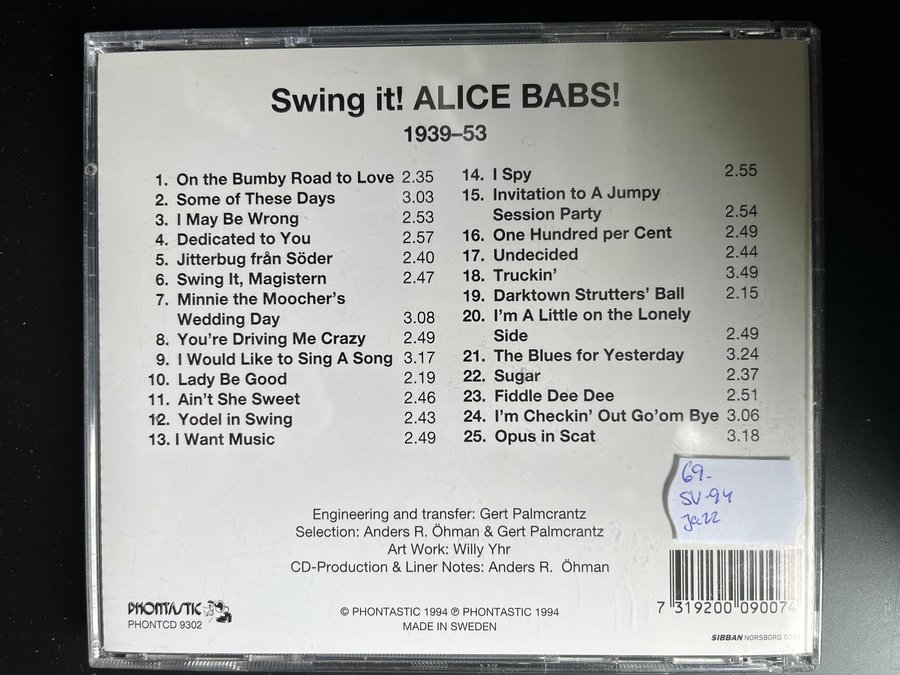 Swing it! ALICE BABS!
1939–53
1. On the Bumby Road to Love 2.35
2. Some of These Days 3.03
3. I May Be Wrong 2.53
4. Dedicated to You 2.57
5. Jitterbug från Söder 2.40
6. Swing It, Magistern 2.47
7. Minnie the Moocher's
Wedding Day 3.08
8. You're Driving Me Crazy 2.49
9. I Would Like to Sing A Song 3.17
10. Lady Be Good 2.19
11. Ain't She Sweet 2.46
12. Yodel in Swing 2.43
13. I Want Music 2.49
14. I Spy 2.55
15. Invitation to A Jumpy
Session Party 2.54
16. One Hundred per Cent 2.49
17. Undecided 2.44
18. Truckin' 3.49
19. Darktown Strutters' Ball 2.15
20. I'm A Little on the Lonely
Side 2.49
21. The Blues for Yesterday 3.24
22. Sugar 2.37
23. Fiddle Dee Dee 2.51
24. I'm Checkin' Out Go'om Bye 3.06
25. Opus in Scat 3.18
69.-
SV-94
Jazz
Engineering and transfer: Gert Palmcrantz
Selection: Anders R. Öhman & Gert Palmcrantz
Art Work: Willy Yhr
CD-Production & Liner Notes: Anders R. Öhman
PHONTASTIC
PHONTCD 9302
© PHONTASTIC 1994 ℗ PHONTASTIC 1994
MADE IN SWEDEN
7 319200 090074
SIBBAN NORSBORG